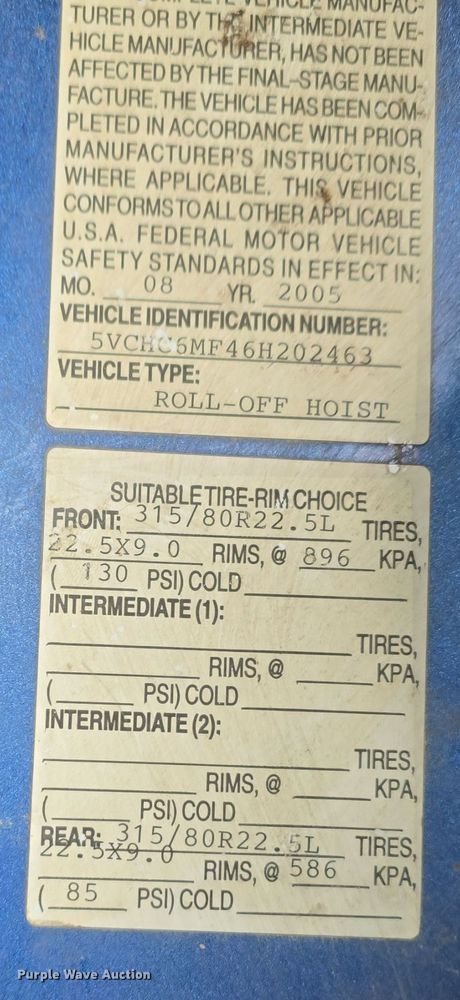 COMPLETE VEHICLE MANUFAC-
TURER OR BY THE INTERMEDIATE VE-
HICLE MANUFACTURER, HAS NOT BEEN
AFFECTED BY THE FINAL-STAGE MANU-
FACTURE. THE VEHICLE HAS BEEN COM-
PLETED IN ACCORDANCE WITH PRIOR
MANUFACTURER'S INSTRUCTIONS,
WHERE APPLICABLE. THIS VEHICLE
CONFORMS TO ALL OTHER APPLICABLE
U.S.A. FEDERAL MOTOR VEHICLE
SAFETY STANDARDS IN EFFECT IN:
MO. 08 YR. 2005
VEHICLE IDENTIFICATION NUMBER:
5VCHC6MF46H202463
VEHICLE TYPE:
ROLL-OFF HOIST
SUITABLE TIRE-RIM CHOICE
FRONT: 315/80R22.5L TIRES,
22.5X9.0 RIMS, @ 896 KPA,
( 130 PSI) COLD
INTERMEDIATE (1):
TIRES,
RIMS, @ KPA,
( PSI) COLD
INTERMEDIATE (2):
TIRES,
RIMS, @ KPA,
( PSI) COLD
REAR: 315/80R22.5L TIRES,
22.5X9.0 RIMS, @ 586 KPA,
( 85 PSI) COLD
Purple Wave Auction